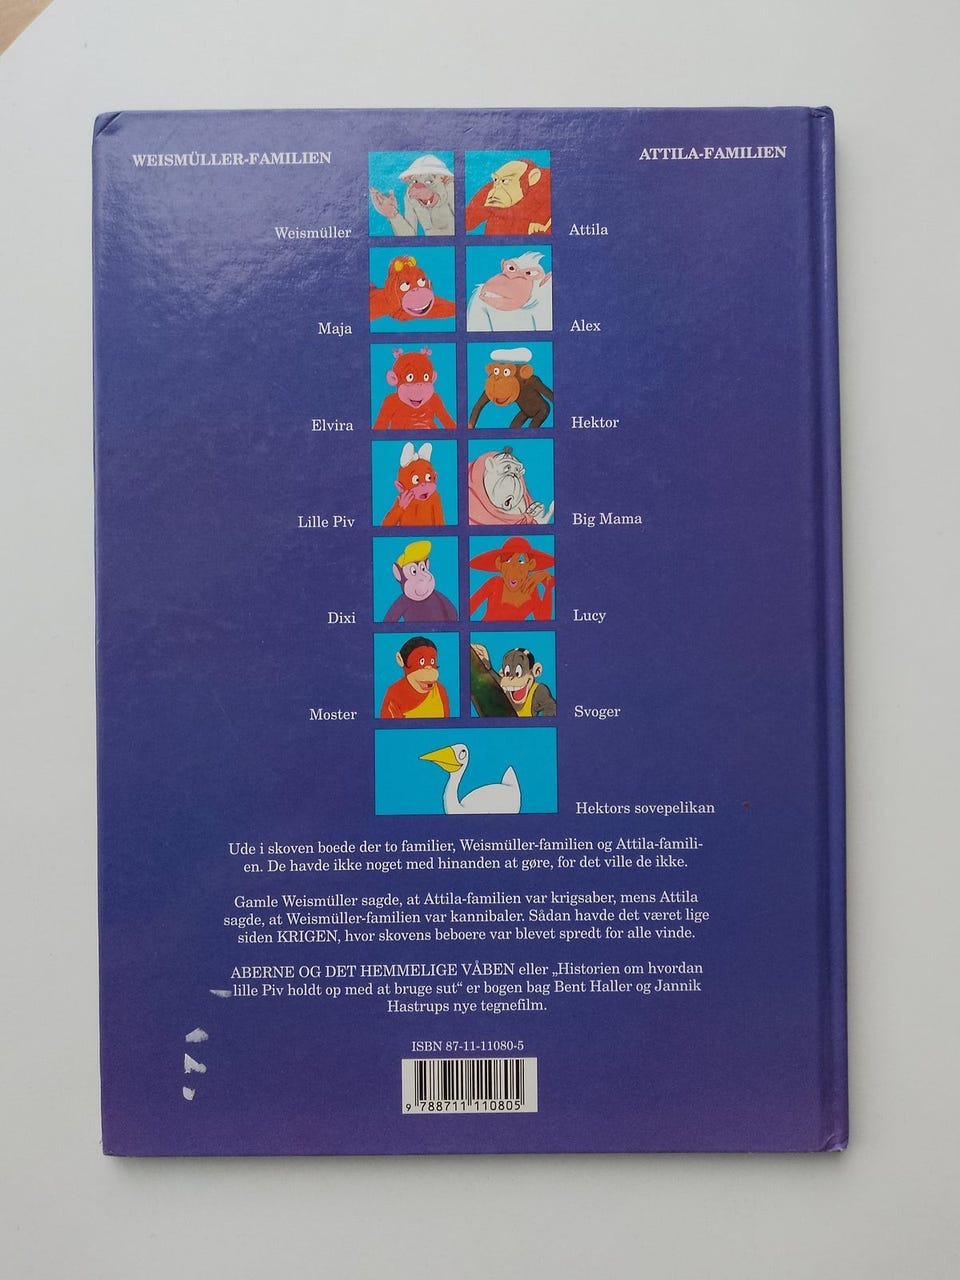 WEISMÜLLER-FAMILIEN
ATTILA-FAMILIEN
Weismüller
Attila
Maja
Alex
Elvira
Hektor
Lille Piv
Big Mama
Dixi
Lucy
Moster
Svoger
Hektors sovepelikan
Ude i skoven boede der to familier, Weismüller-familien og Attila-famili-
en. De havde ikke noget med hinanden at gøre, for det ville de ikke.
Gamle Weismüller sagde, at Attila-familien var krigsaber, mens Attila
sagde, at Weismüller-familien var kannibaler. Sådan havde det været lige
siden KRIGEN, hvor skovens beboere var blevet spredt for alle vinde.
ABERNE OG DET HEMMELIGE VÅBEN eller „Historien om hvordan
lille Piv holdt op med at bruge sut“ er bogen bag Bent Haller og Jannik
Hastrups nye tegnefilm.
ISBN 87-11-11080-5
9 788711 110805